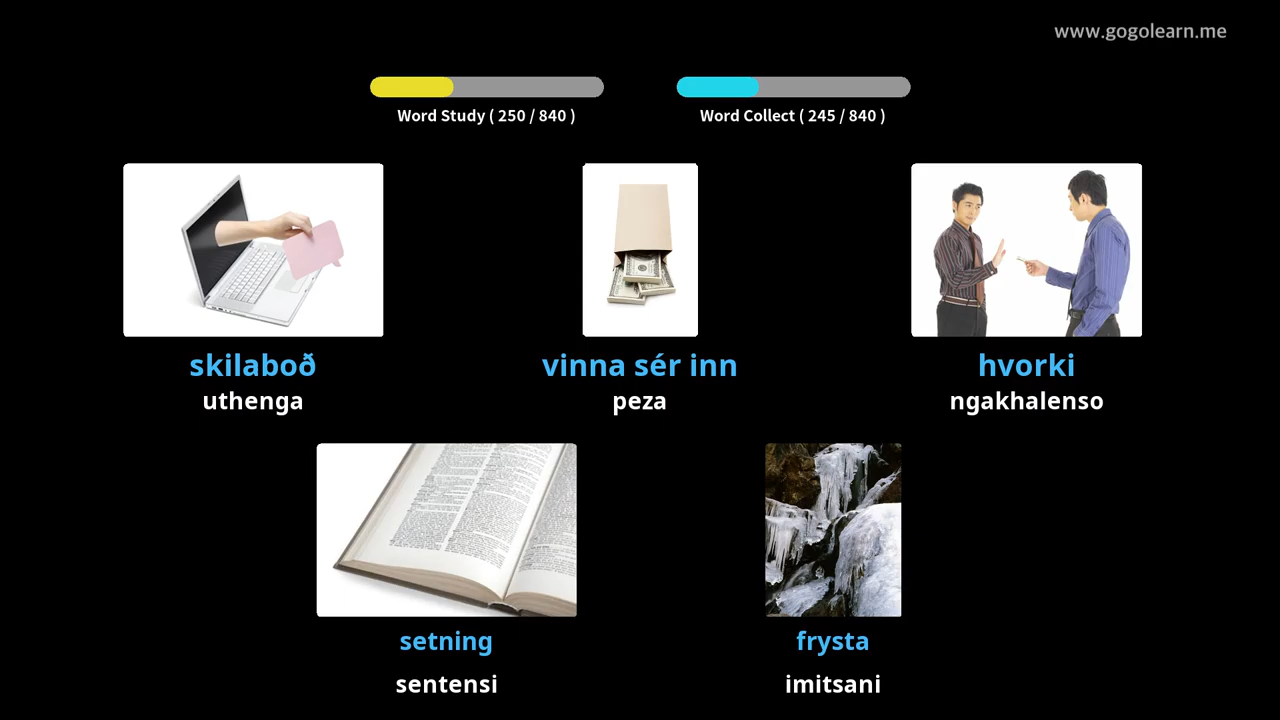 www.gogolearn.me
Word Study ( 250 / 840 )
Word Collect ( 245 / 840 )
skilaboð
uthenga
vinna sér inn
peza
hvorki
ngakhalenso
setning
sentensi
frysta
imitsani